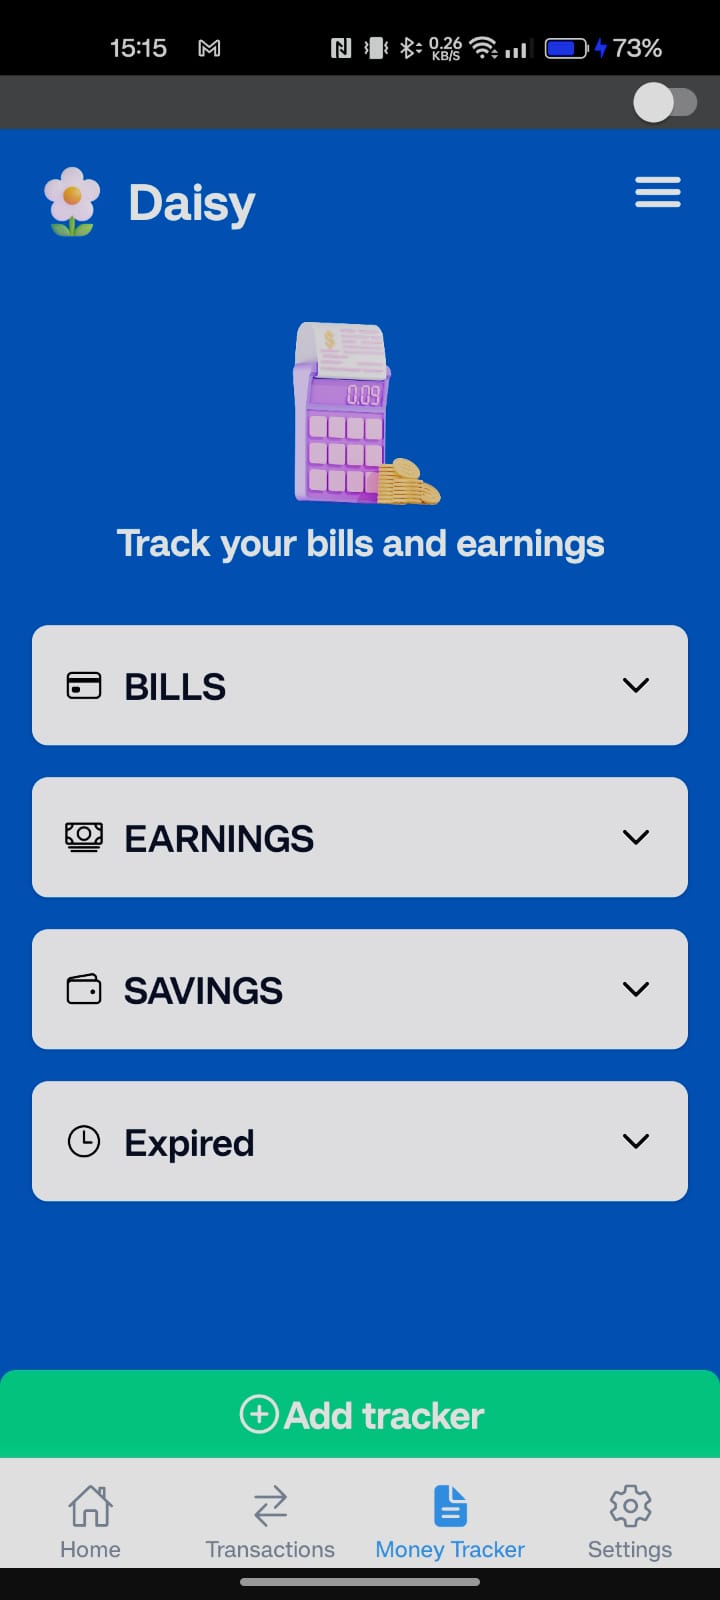 15:15 0.26 KB/S 73%
Daisy
$
0.09
Track your bills and earnings
BILLS
EARNINGS
SAVINGS
Expired
Add tracker
Home Transactions Money Tracker Settings